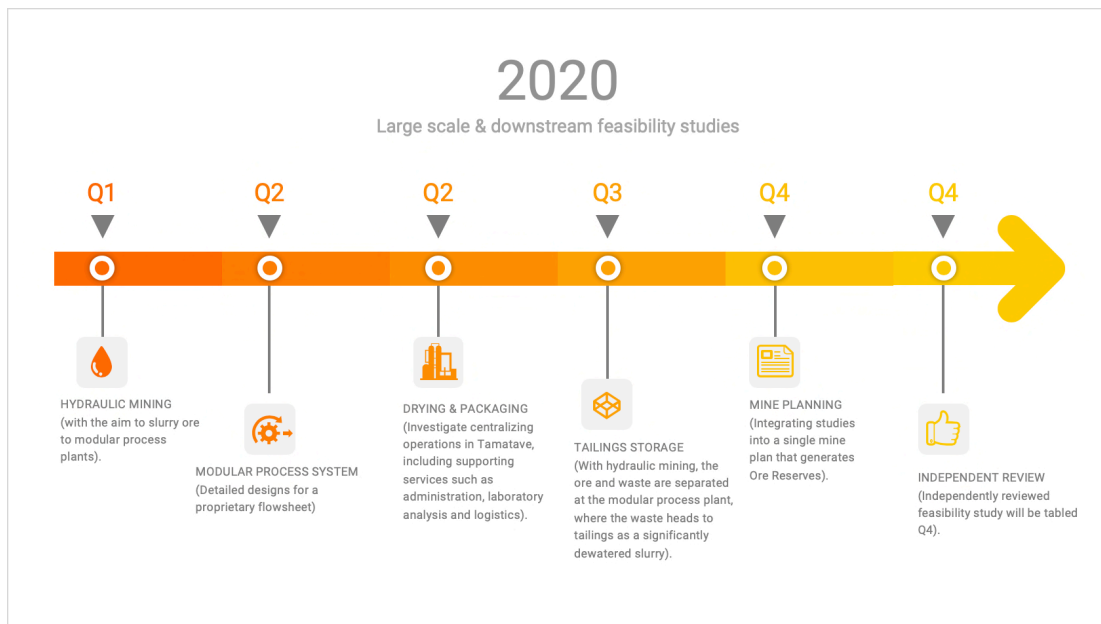 2020
Large scale & downstream feasibility studies
Q1
Q2
Q2
Q3
Q4
Q4
HYDRAULIC MINING
(with the aim to slurry ore
to modular process
plants).
MODULAR PROCESS SYSTEM
(Detailed designs for a
proprietary flowsheet)
DRYING & PACKAGING
(Investigate centralizing
operations in Tamatave,
including supporting
services such as
administration, laboratory
analysis and logistics).
TAILINGS STORAGE
(With hydraulic mining, the
ore and waste are separated
at the modular process plant,
where the waste heads to
tailings as a significantly
dewatered slurry).
MINE PLANNING
(Integrating studies
into a single mine
plan that generates
Ore Reserves).
INDEPENDENT REVIEW
(Independently reviewed
feasibility study will be tabled
Q4).